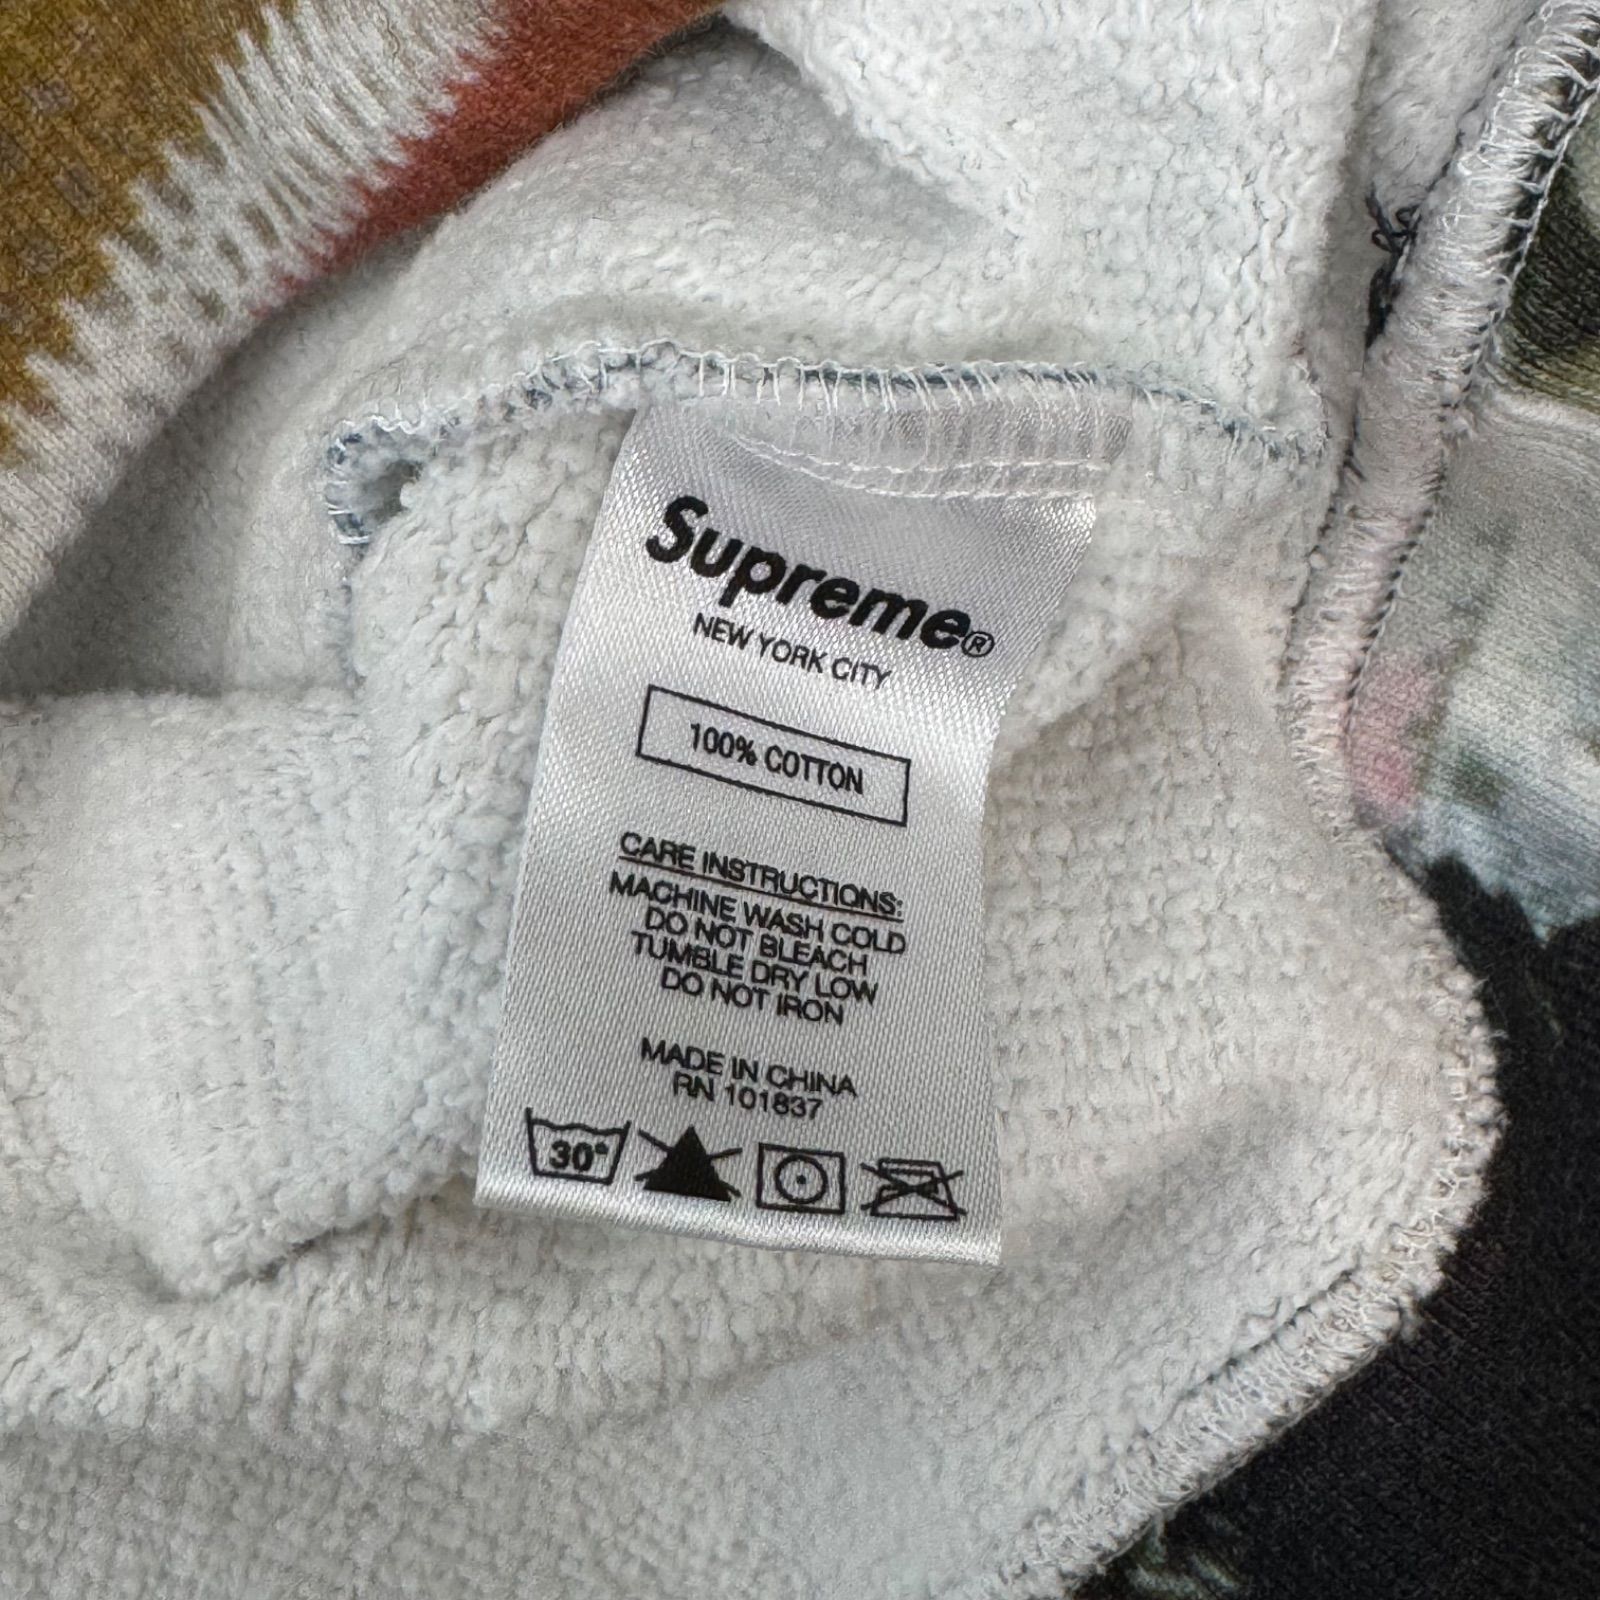 Supreme®
NEW YORK CITY
100% COTTON
CARE INSTRUCTIONS:
MACHINE WASH COLD
DO NOT BLEACH
TUMBLE DRY LOW
DO NOT IRON
MADE IN CHINA
RN 101837
30°